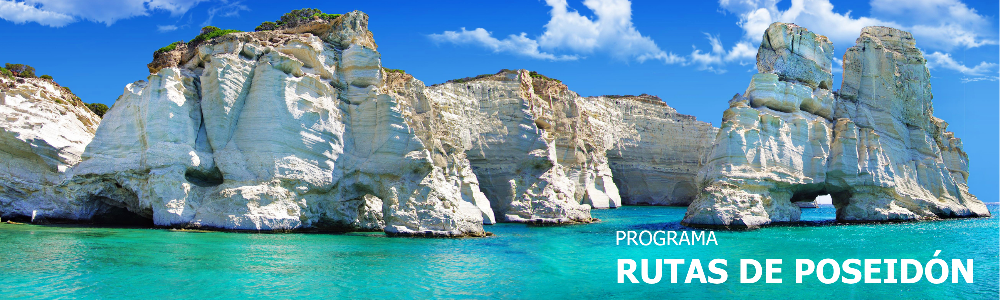 PROGRAMA
RUTAS DE POSEIDÓN